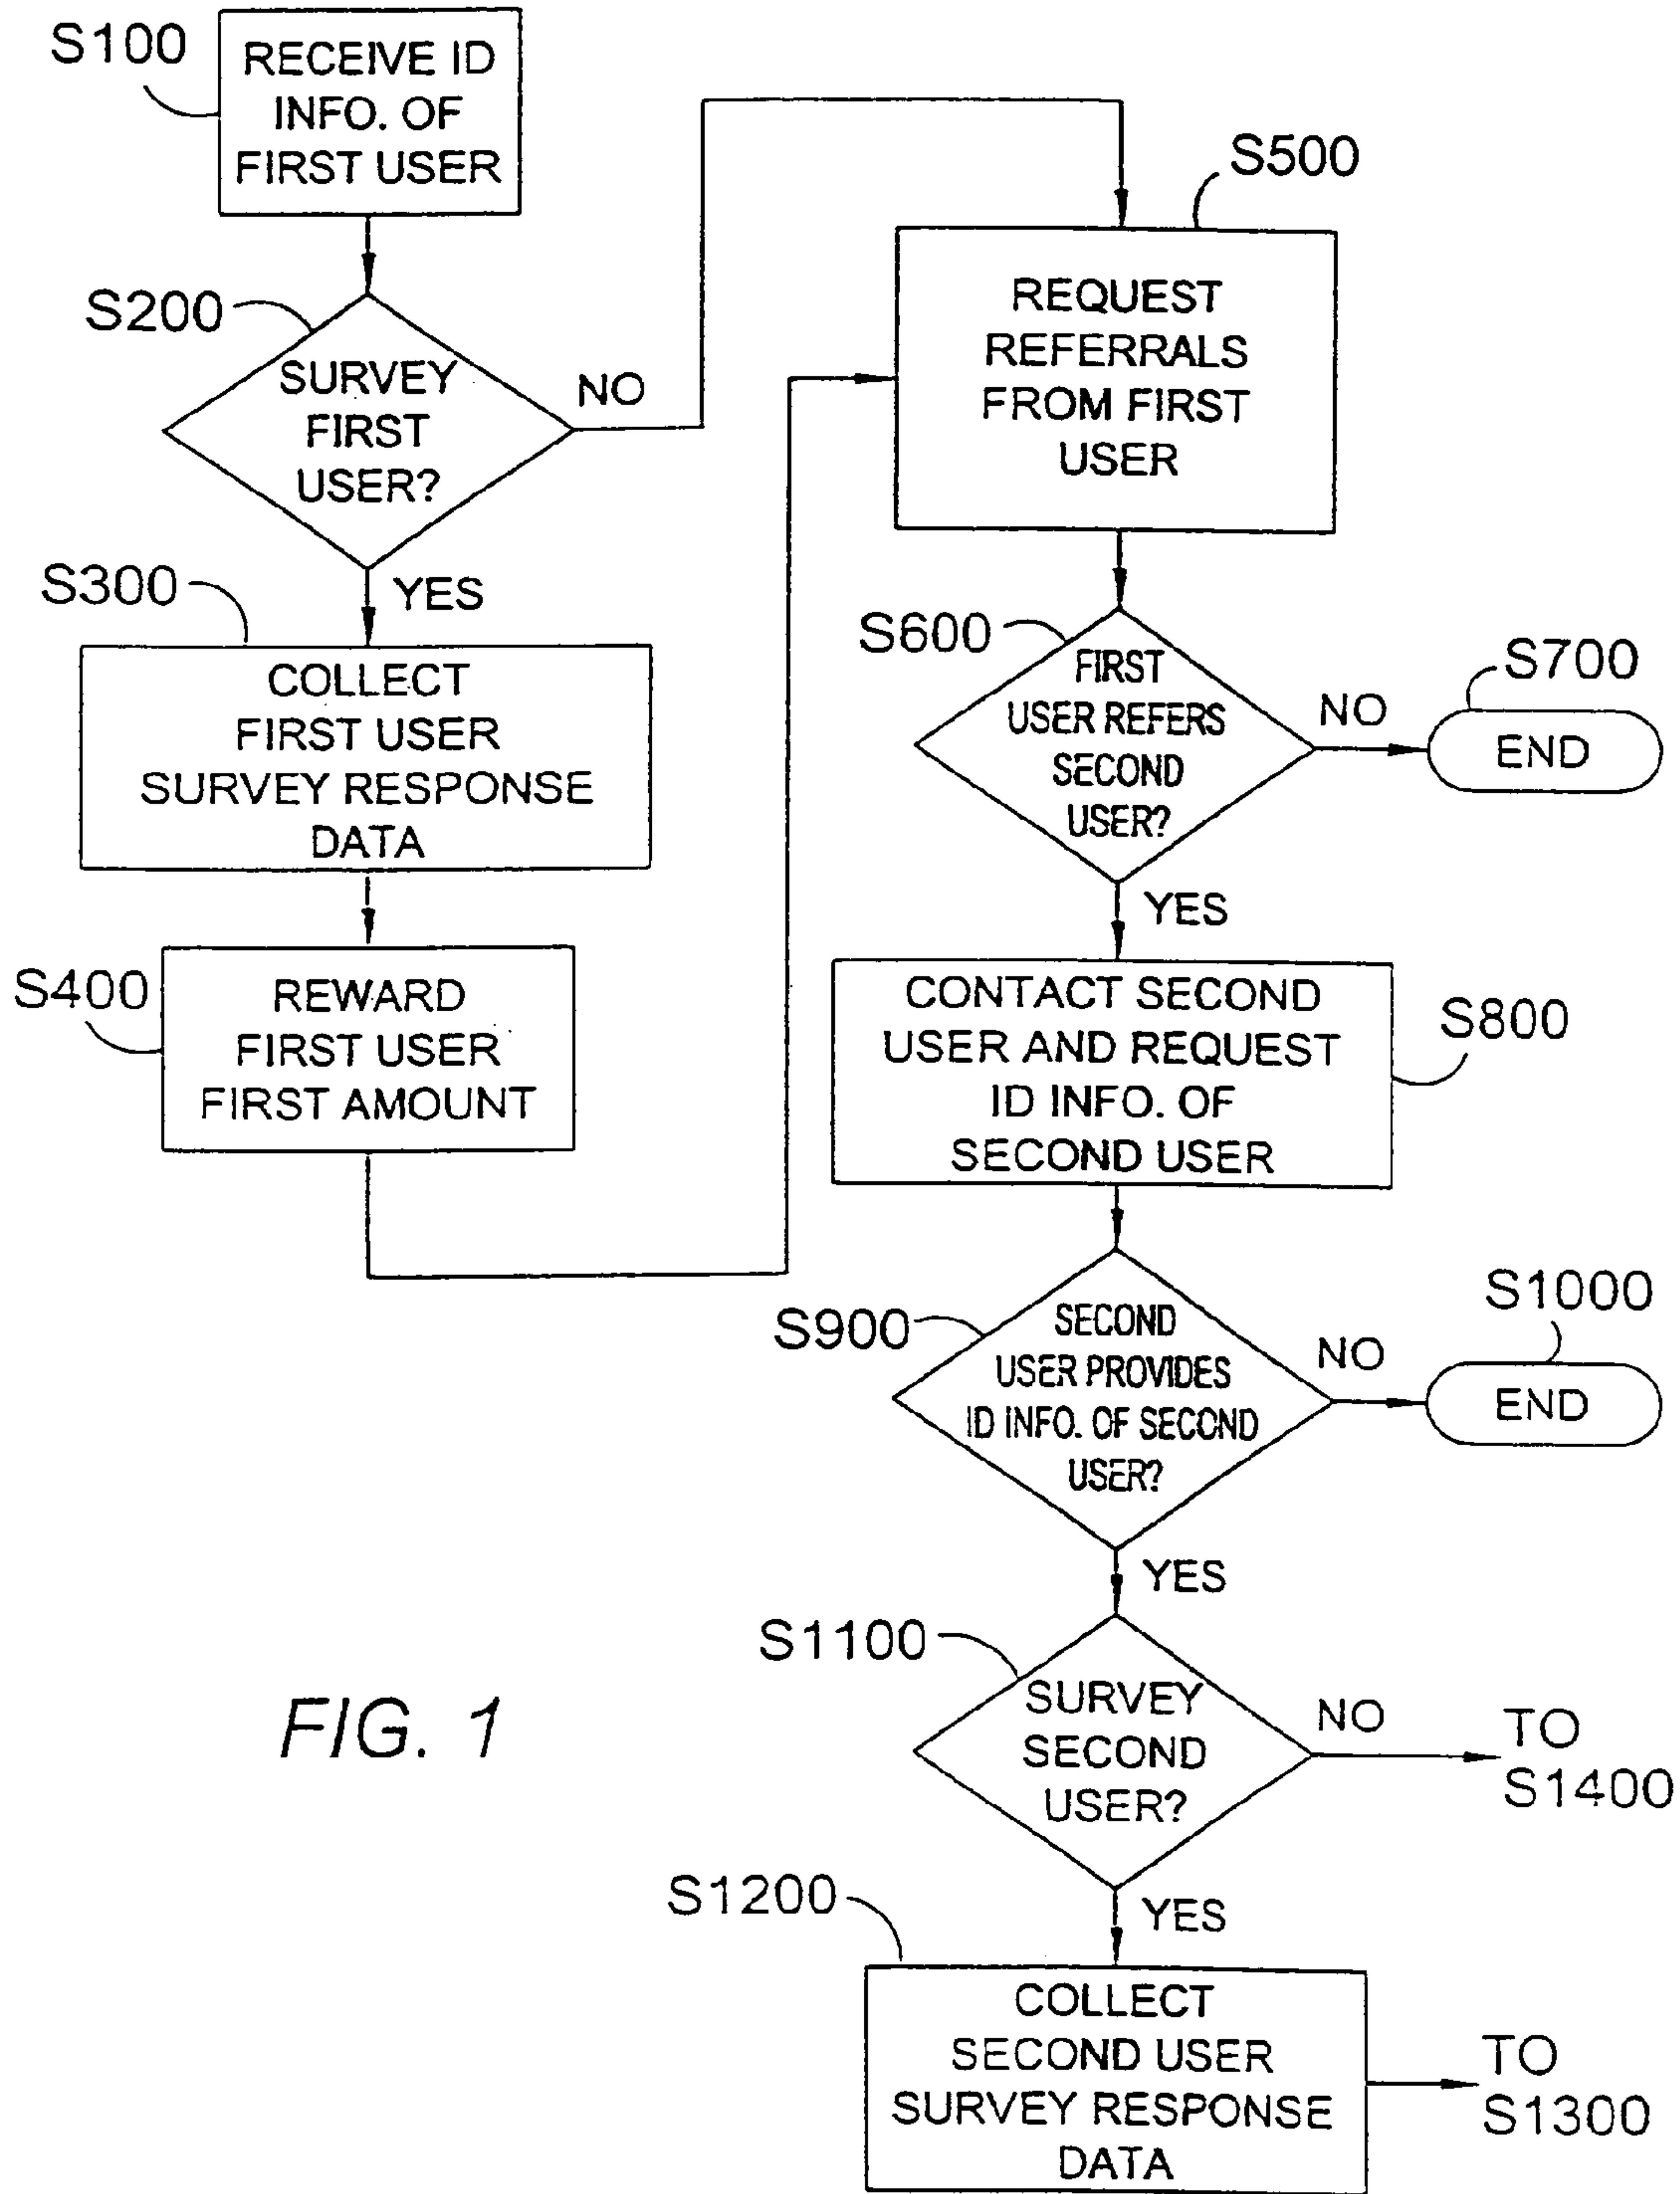 S100
RECEIVE ID
INFO. OF
FIRST USER
S200
SURVEY
FIRST
USER?
NO
YES
S300
COLLECT
FIRST USER
SURVEY RESPONSE
DATA
S400
REWARD
FIRST USER
FIRST AMOUNT
S500
REQUEST
REFERRALS
FROM FIRST
USER
S600
FIRST
USER REFERS
SECOND
USER?
NO
S700
END
YES
CONTACT SECOND
USER AND REQUEST
ID INFO. OF
SECOND USER
S800
S900
SECOND
USER PROVIDES
ID INFO. OF SECOND
USER?
NO
S1000
END
YES
S1100
SURVEY
SECOND
USER?
NO
TO
S1400
YES
S1200
COLLECT
SECOND USER
SURVEY RESPONSE
DATA
TO
S1300
FIG. 1